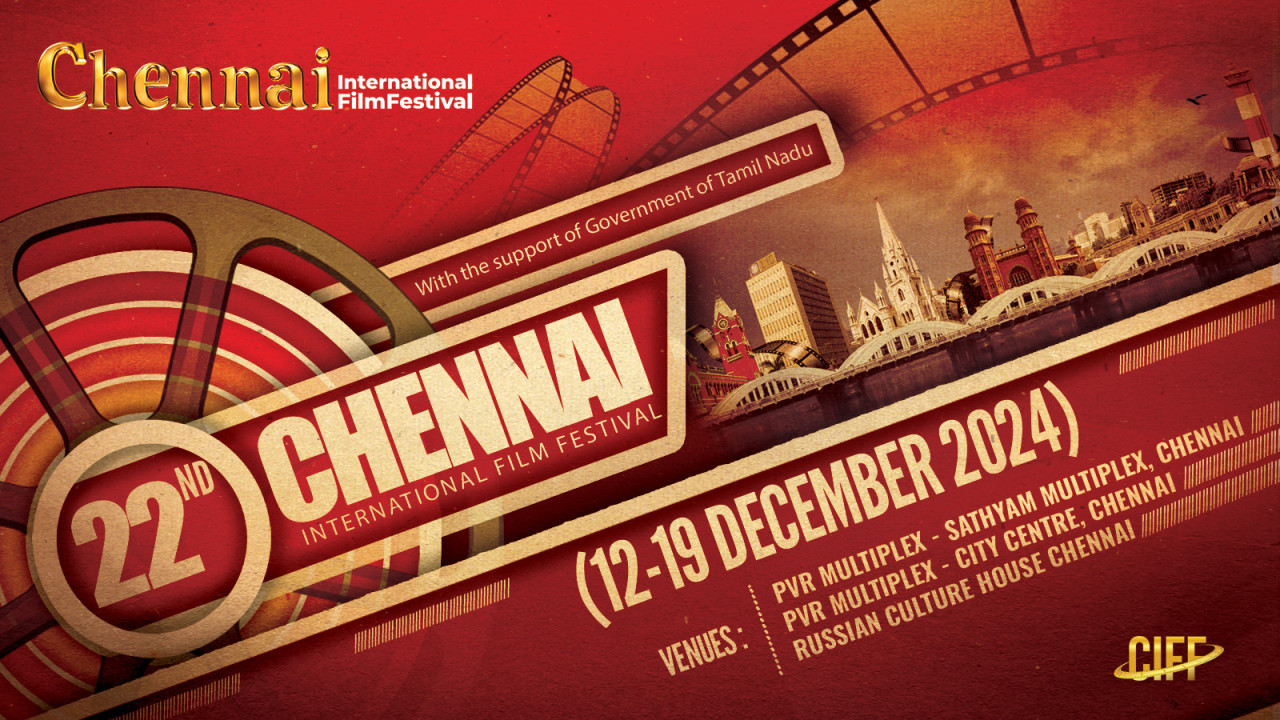 Chennai International
FilmFestival
With the support of Government of Tamil Nadu
22ND
CHENNAI
INTERNATIONAL FILM FESTIVAL
(12-19 DECEMBER 2024)
VENUES :
PVR MULTIPLEX - SATHYAM MULTIPLEX, CHENNAI
PVR MULTIPLEX - CITY CENTRE, CHENNAI
RUSSIAN CULTURE HOUSE CHENNAI
CIFF